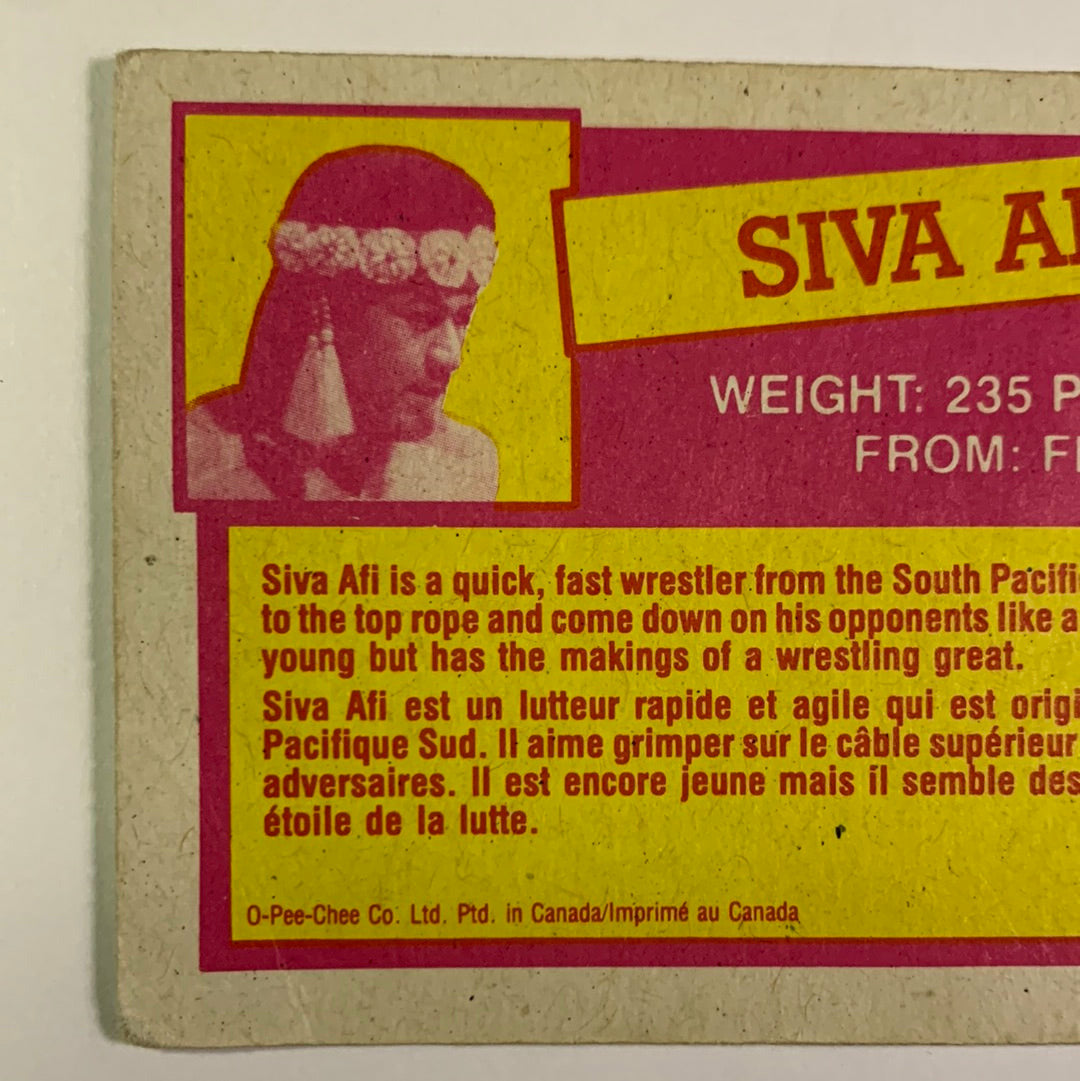 SIVA A
WEIGHT: 235 P
FROM: F
Siva Afi is a quick, fast wrestler from the South Pacifi
to the top rope and come down on his opponents like a
young but has the makings of a wrestling great.
Siva Afi est un lutteur rapide et agile qui est origi
Pacifique Sud. Il aime grimper sur le câble supérieur
adversaires. Il est encore jeune mais il semble des
étoile de la lutte.
O-Pee-Chee Co. Ltd. Ptd. in Canada/Imprimé au Canada